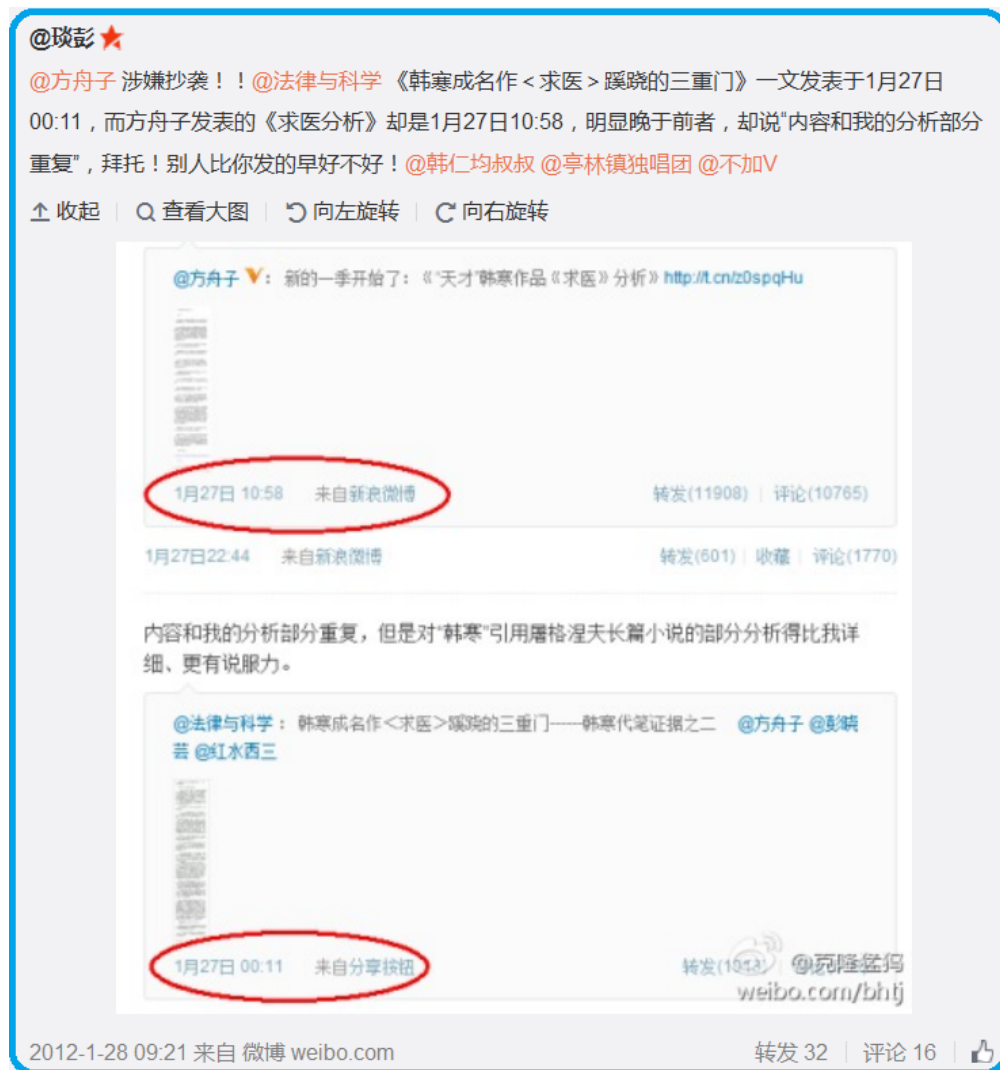 @琰彭
@方舟子 涉嫌抄袭！！@法律与科学 《韩寒成名作＜求医＞蹊跷的三重门》一文发表于1月27日
00:11，而方舟子发表的《求医分析》却是1月27日10:58，明显晚于前者，却说"内容和我的分析部分
重复"，拜托！别人比你发的早好不好！@韩仁均叔叔 @亭林镇独唱团 @不加V
收起 查看大图 向左旋转 向右旋转
@方舟子 V： 新的一季开始了：《"天才"韩寒作品《求医》分析》http://t.cn/z0spqHu
1月27日 10:58 来自新浪微博 转发(11908) 评论(10765)
1月27日22:44 来自新浪微博 转发(601) 收藏 评论(1770)
内容和我的分析部分重复，但是对"韩寒"引用屠格涅夫长篇小说的部分分析得比我详
细、更有说服力。
@法律与科学： 韩寒成名作＜求医＞蹊跷的三重门——韩寒代笔证据之二 @方舟子 @彭晓
芸 @红水西三
1月27日 00:11 来自分享按钮 转发
weibo.com/bhtj
2012-1-28 09:21 来自 微博 weibo.com 转发 32 评论 16